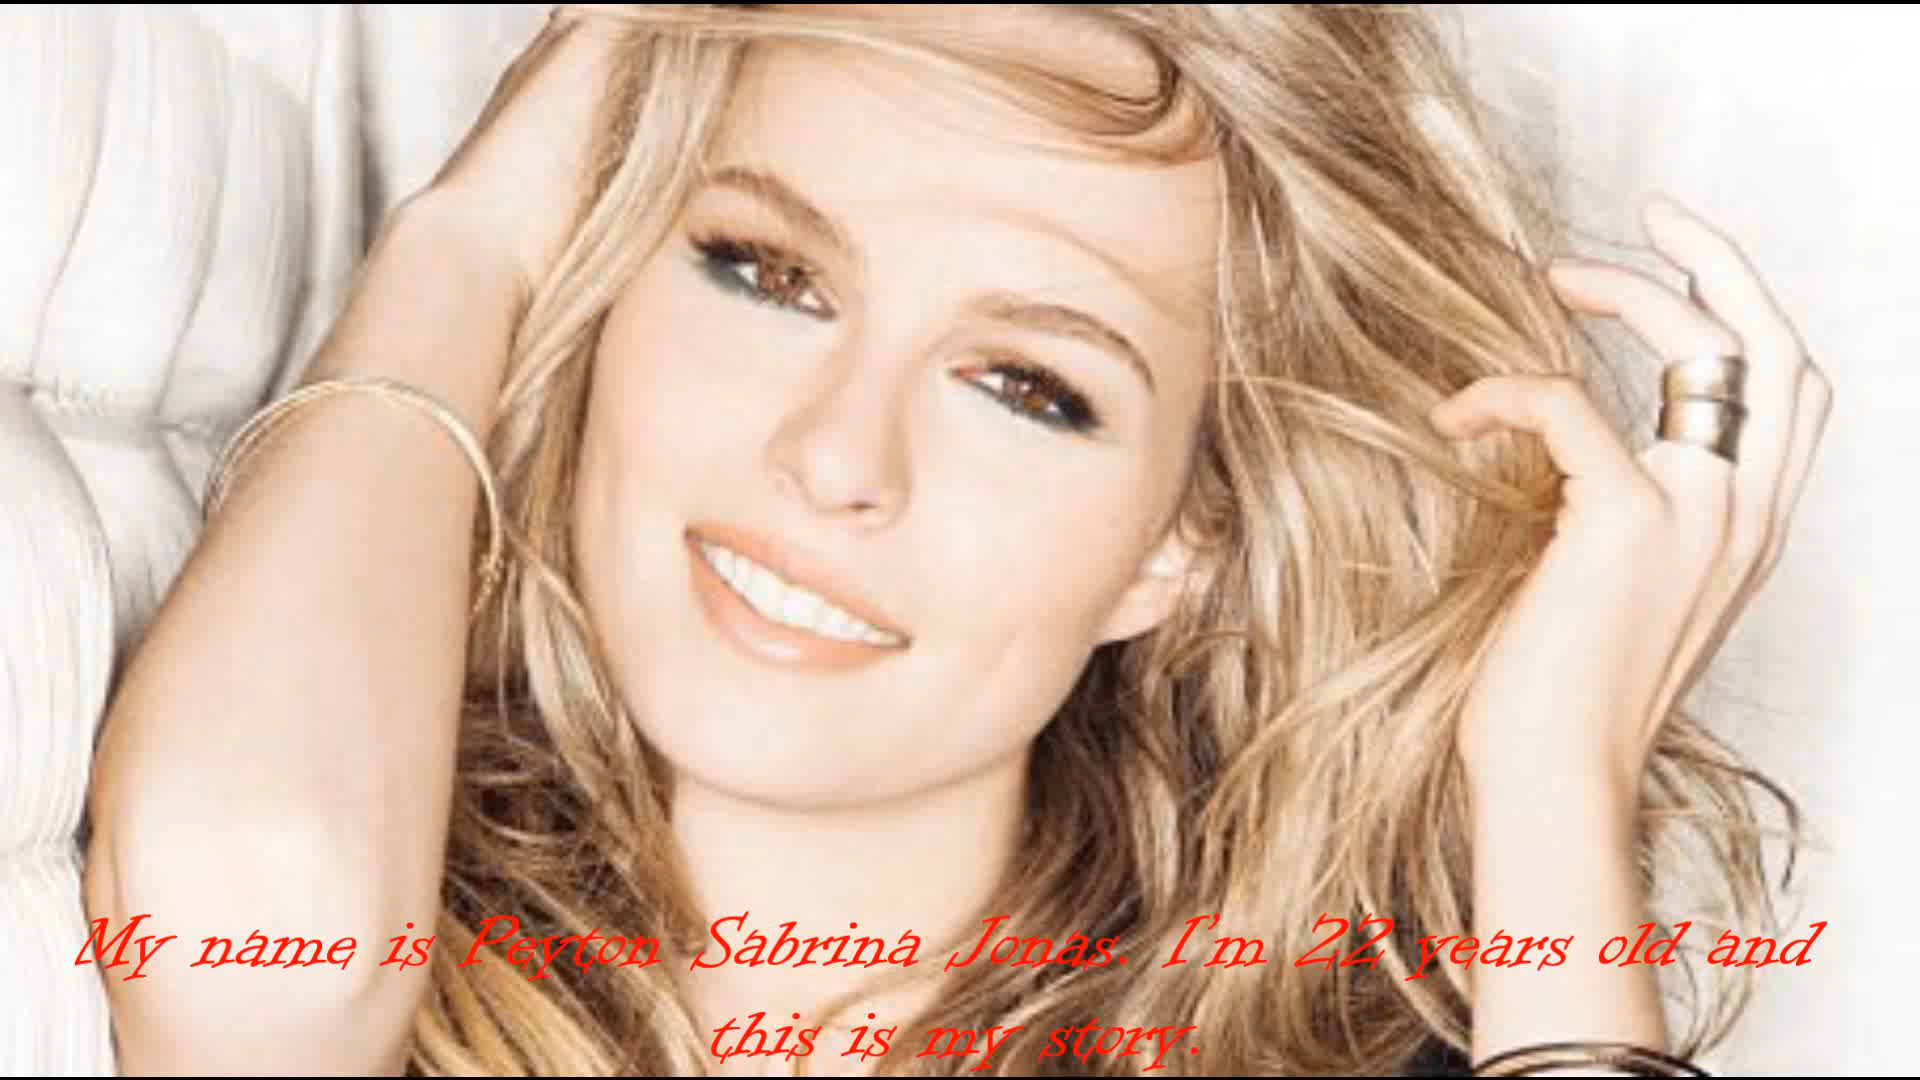 My name is Peyton Sabrina Jonas. I'm 22 years old and
this is my story.